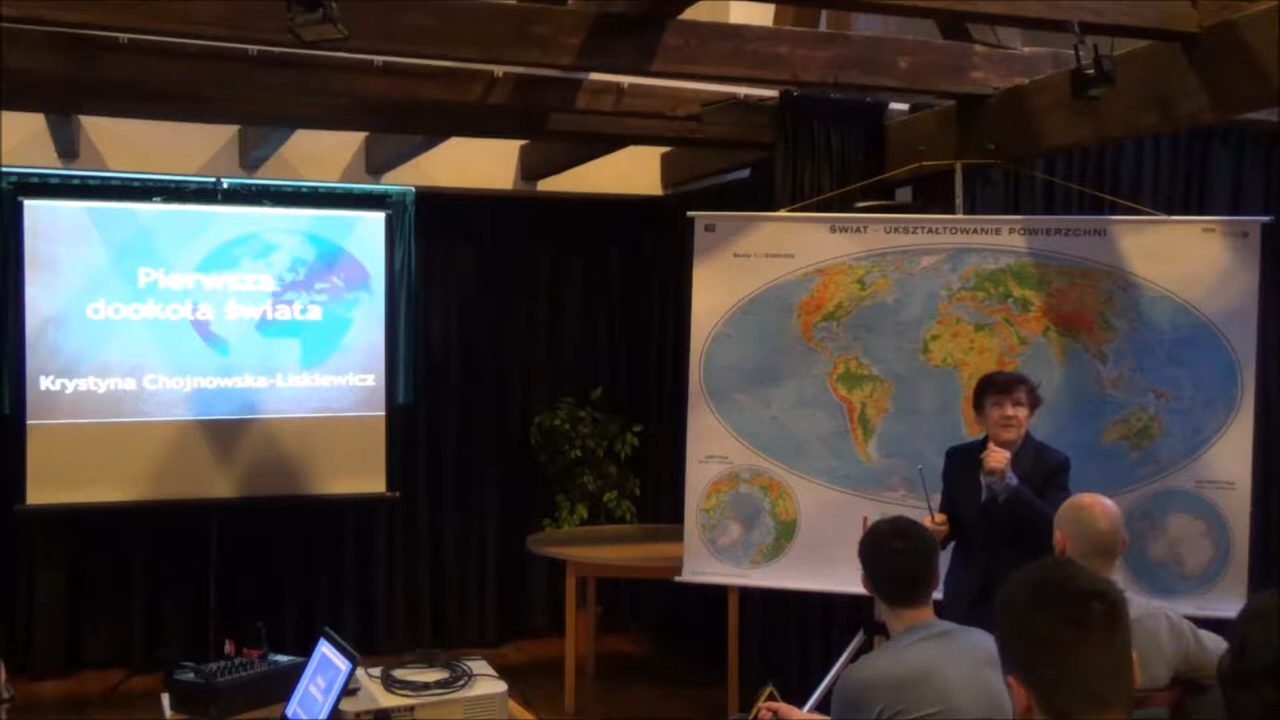 Pierwsza
dookoła świata
Krystyna Chojnowska-Liskiewicz
ŚWIAT - UKSZTAŁTOWANIE POWIERZCHNI